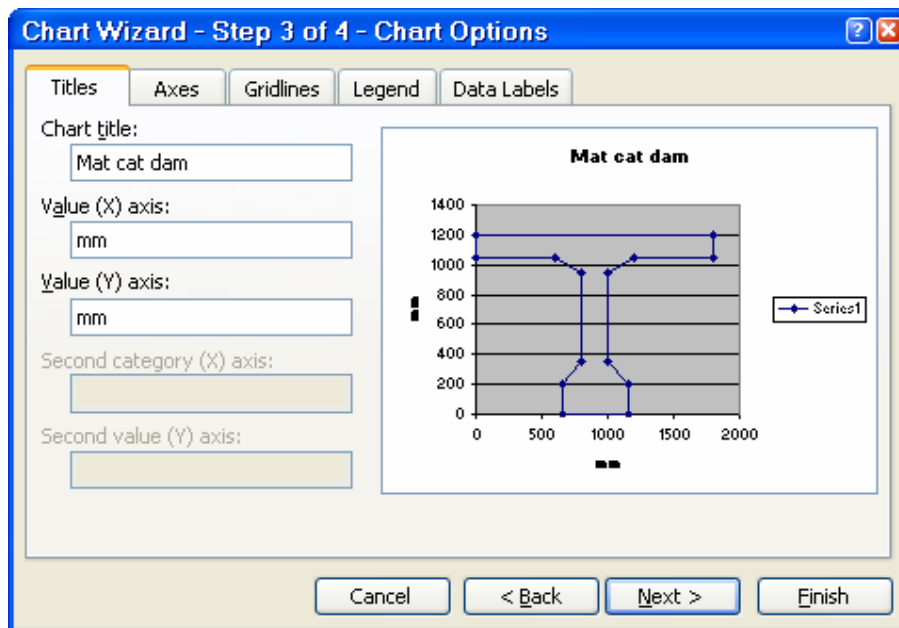 Chart Wizard - Step 3 of 4 - Chart Options
Titles Axes Gridlines Legend Data Labels
Chart title:
Mat cat dam
Value (X) axis:
mm
Value (Y) axis:
mm
Second category (X) axis:
Second value (Y) axis:
Mat cat dam
1400
1200
1000
800
600
400
200
0
0 500 1000 1500 2000
mm
Series1
Cancel < Back Next > Finish